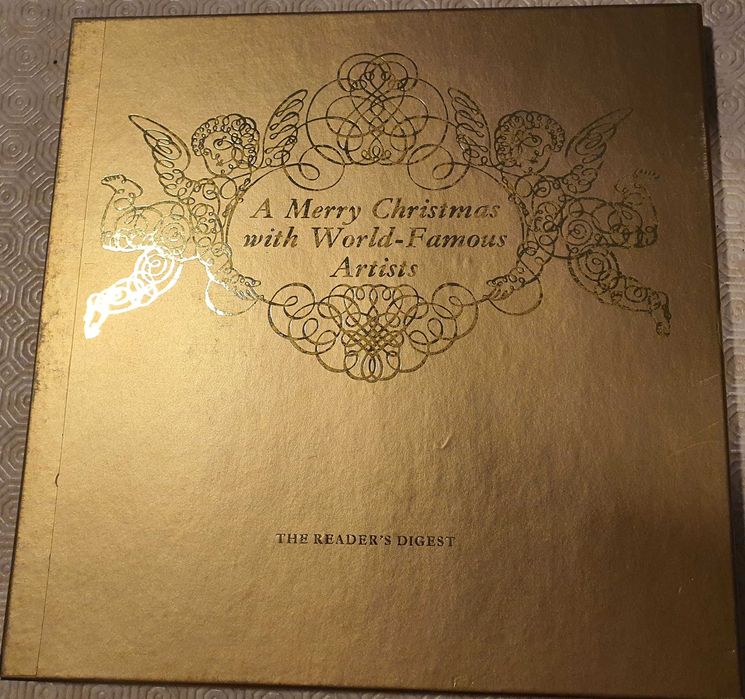 A Merry Christmas
with World-Famous
Artists
THE READER'S DIGEST